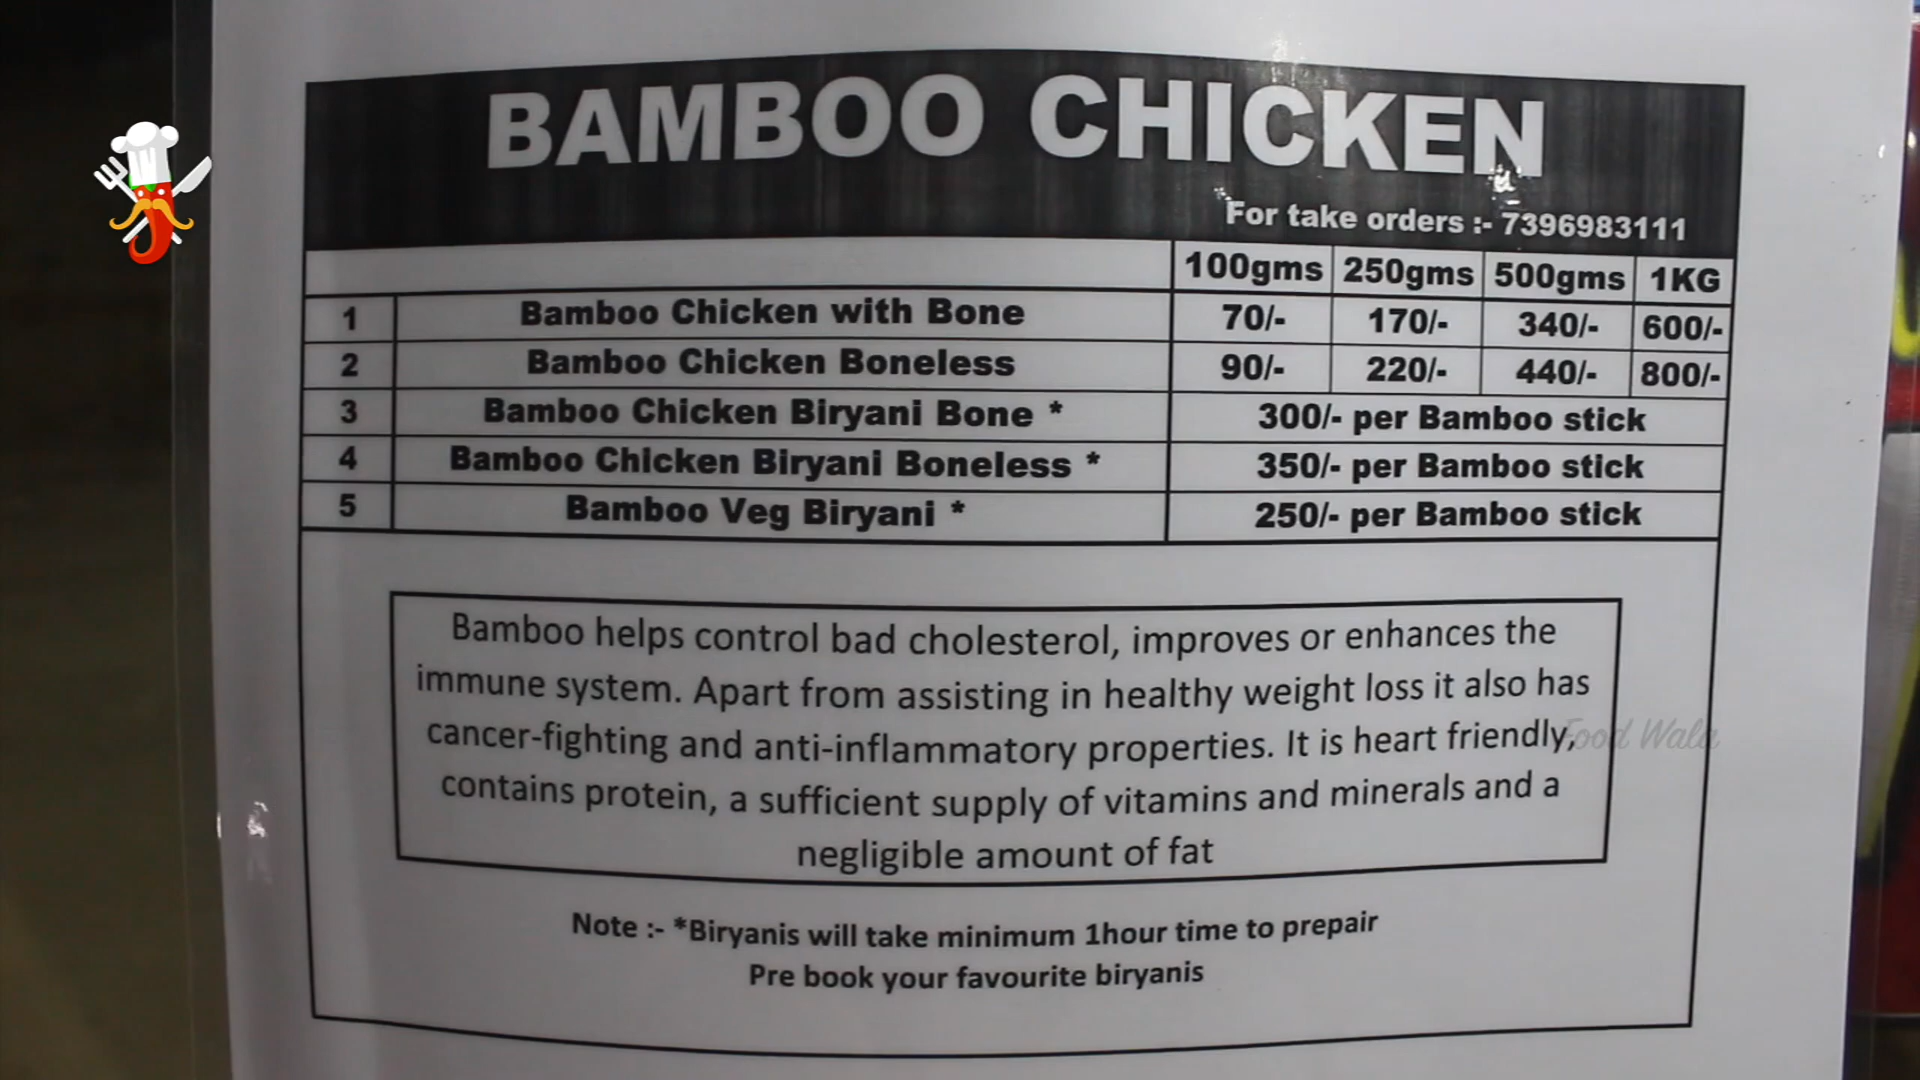 BAMBOO CHICKEN
For take orders :- 7396983111
100gms 250gms 500gms 1KG
1 Bamboo Chicken with Bone 70/- 170/- 340/- 600/-
2 Bamboo Chicken Boneless 90/- 220/- 440/- 800/-
3 Bamboo Chicken Biryani Bone * 300/- per Bamboo stick
4 Bamboo Chicken Biryani Boneless * 350/- per Bamboo stick
5 Bamboo Veg Biryani * 250/- per Bamboo stick
Bamboo helps control bad cholesterol, improves or enhances the
immune system. Apart from assisting in healthy weight loss it also has
cancer-fighting and anti-inflammatory properties. It is heart friendly,
contains protein, a sufficient supply of vitamins and minerals and a
negligible amount of fat
Food Wala
Note :- *Biryanis will take minimum 1hour time to prepair
Pre book your favourite biryanis